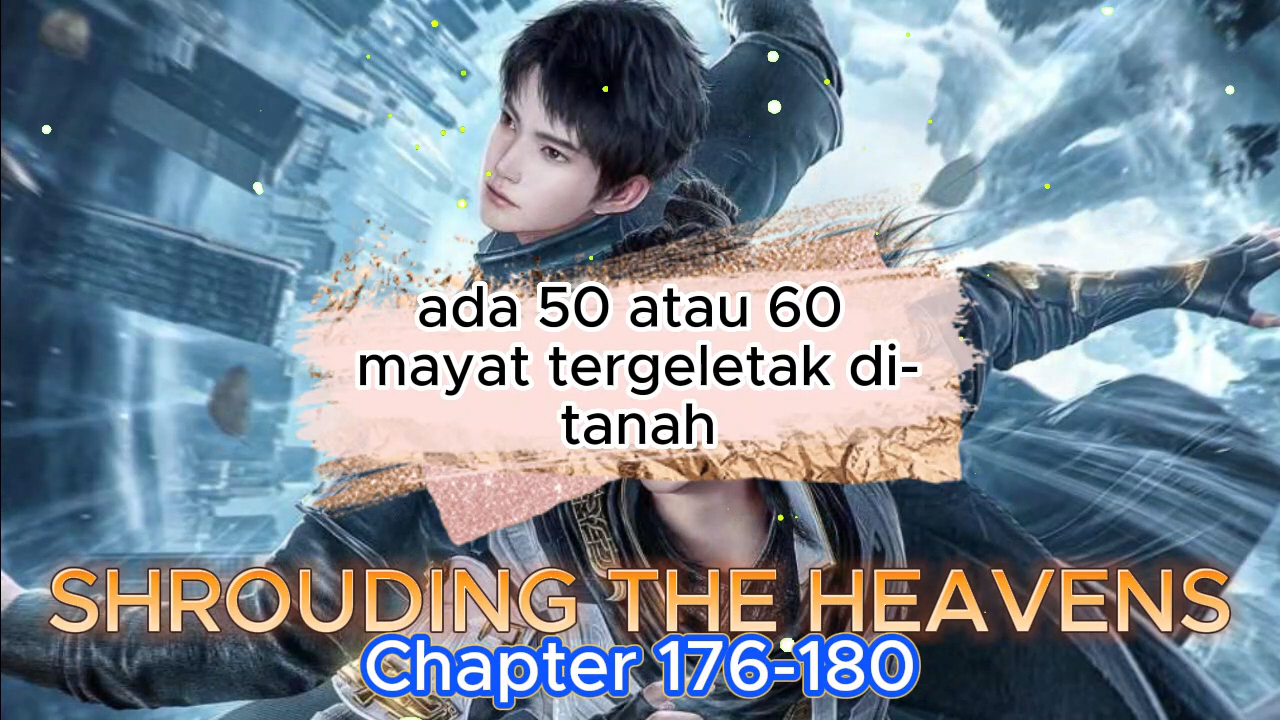 ada 50 atau 60
mayat tergeletak di-
tanah
SHROUDING THE HEAVENS
Chapter 176-180